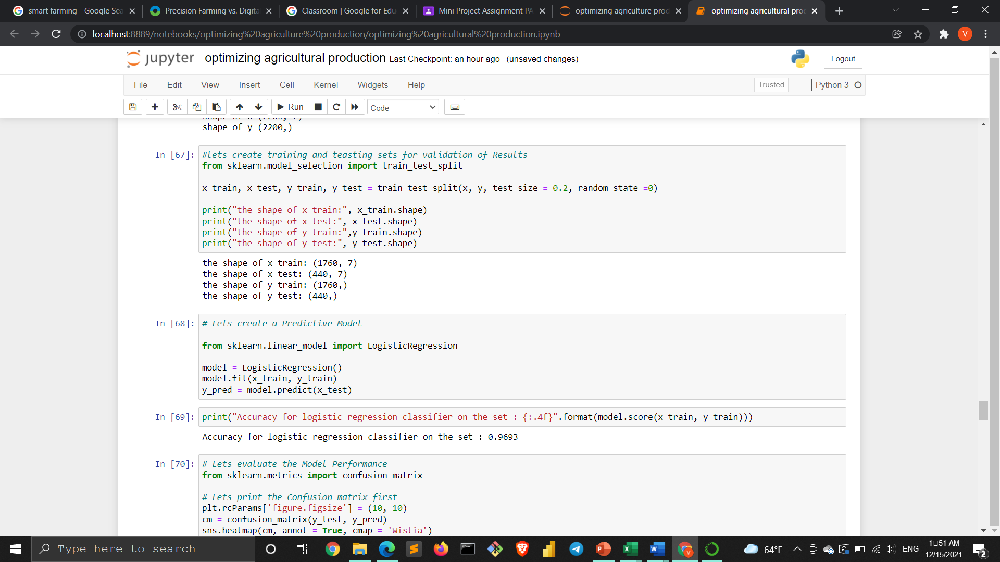 smart farming - Google Sea
Precision Farming vs. Digita
Classroom | Google for Edu
Mini Project Assignment PA
optimizing agriculture prod
optimizing agricultural pro
localhost:8889/notebooks/optimizing%20agriculture%20production/optimizing%20agricultural%20production.ipynb
V
jupyter optimizing agricultural production Last Checkpoint: an hour ago (unsaved changes)
Logout
File Edit View Insert Cell Kernel Widgets Help
Trusted
Python 3
Run
Code
shape of x (2200, 7)
shape of y (2200,)
In [67]: #lets create training and teasting sets for validation of Results
from sklearn.model_selection import train_test_split
x_train, x_test, y_train, y_test = train_test_split(x, y, test_size = 0.2, random_state =0)
print("the shape of x train:", x_train.shape)
print("the shape of x test:", x_test.shape)
print("the shape of y train:",y_train.shape)
print("the shape of y test:", y_test.shape)
the shape of x train: (1760, 7)
the shape of x test: (440, 7)
the shape of y train: (1760,)
the shape of y test: (440,)
In [68]: # Lets create a Predictive Model
from sklearn.linear_model import LogisticRegression
model = LogisticRegression()
model.fit(x_train, y_train)
y_pred = model.predict(x_test)
In [69]: print("Accuracy for logistic regression classifier on the set : {:.4f}".format(model.score(x_train, y_train)))
Accuracy for logistic regression classifier on the set : 0.9693
In [70]: # Lets evaluate the Model Performance
from sklearn.metrics import confusion_matrix
# Lets print the Confusion matrix first
plt.rcParams['figure.figsize'] = (10, 10)
cm = confusion_matrix(y_test, y_pred)
sns.heatmap(cm, annot = True, cmap = 'Wistia')
Type here to search
64°F
ENG
1▯51 AM
12/15/2021
2